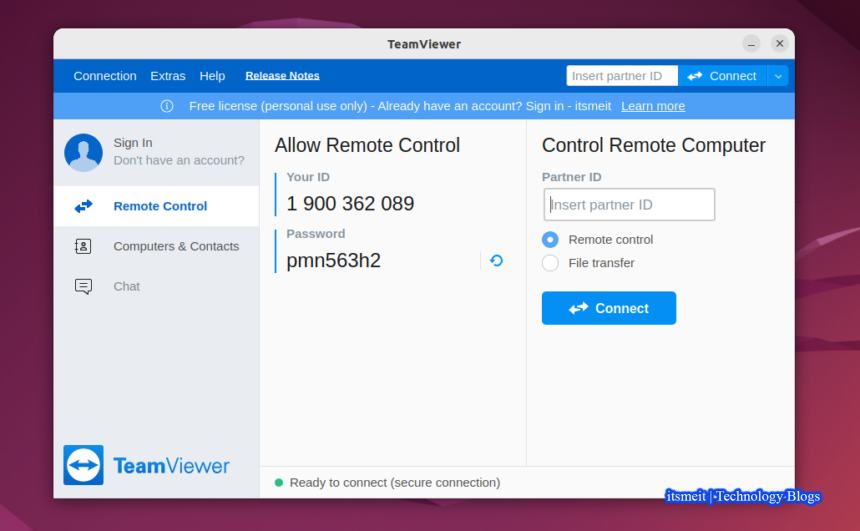 TeamViewer
Connection Extras Help Release Notes Insert partner ID Connect
Free license (personal use only) - Already have an account? Sign in - itsmeit Learn more
Sign In
Don't have an account?
Remote Control
Computers & Contacts
Chat
TeamViewer
Allow Remote Control
Your ID
1 900 362 089
Password
pmn563h2
Control Remote Computer
Partner ID
Insert partner ID
Remote control
File transfer
Connect
Ready to connect (secure connection)
itsmeit | Technology Blogs